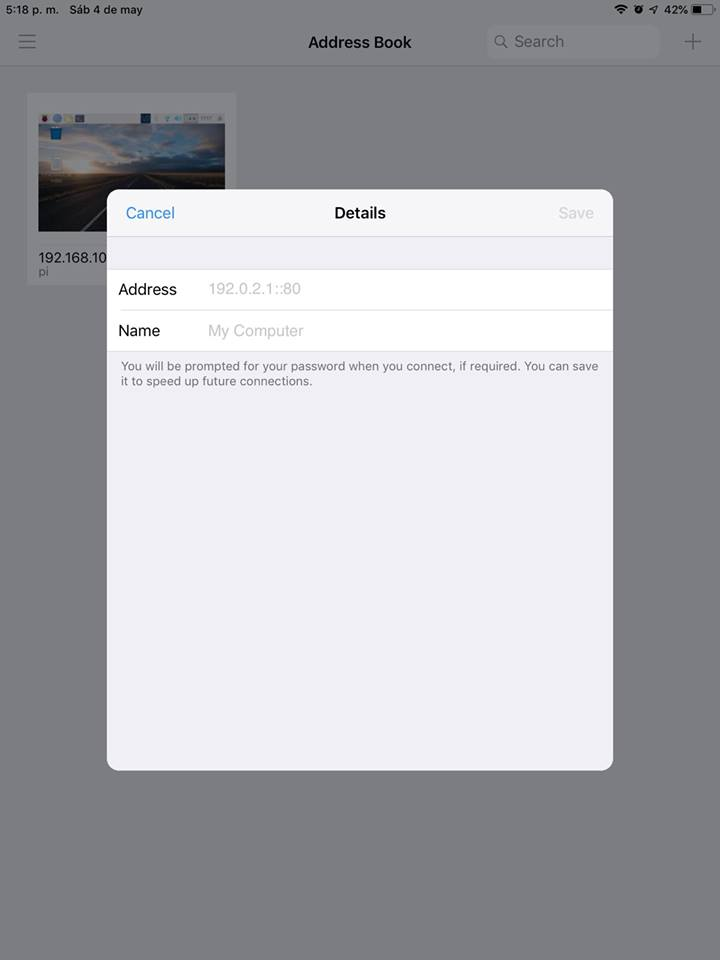 5:18 p. m. Sáb 4 de may 42%
Address Book Search
192.168.10
pi
Cancel Details Save
Address 192.0.2.1::80
Name My Computer
You will be prompted for your password when you connect, if required. You can save
it to speed up future connections.